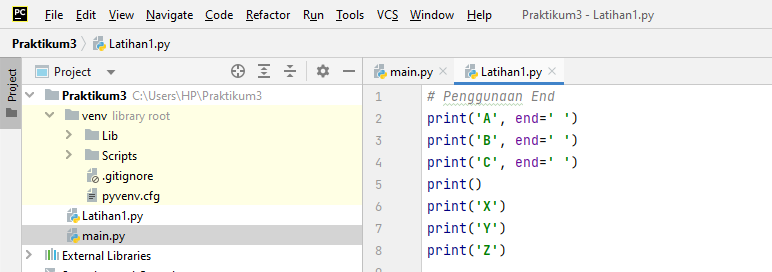 PC File Edit View Navigate Code Refactor Run Tools VCS Window Help Praktikum3 - Latihan1.py
Praktikum3 Latihan1.py
Project
Project
Praktikum3 C:\Users\HP\Praktikum3
venv library root
Lib
Scripts
.gitignore
pyvenv.cfg
Latihan1.py
main.py
External Libraries
main.py Latihan1.py
1 # Penggunaan End
2 print('A', end=' ')
3 print('B', end=' ')
4 print('C', end=' ')
5 print()
6 print('X')
7 print('Y')
8 print('Z')